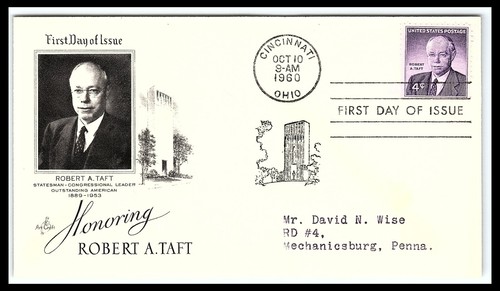 First Day of Issue
ROBERT A. TAFT
STATESMAN - CONGRESSIONAL LEADER
OUTSTANDING AMERICAN
1889-1953
Art Craft
Honoring
ROBERT A. TAFT
CINCINNATI
OCT 10
8-AM
1960
OHIO
UNITED STATES POSTAGE
ROBERT
A. TAFT
4¢
FIRST DAY OF ISSUE
Mr. David N. Wise
RD #4,
Mechanicsburg, Penna.